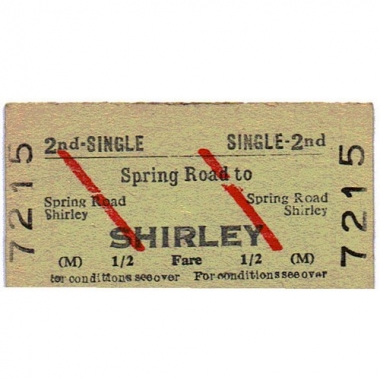 2nd-SINGLE SINGLE-2nd
Spring Road to
Spring Road Spring Road
Shirley Shirley
SHIRLEY
(M) 1/2 Fare 1/2 (M)
for conditions see over For conditions see over
7215
7215